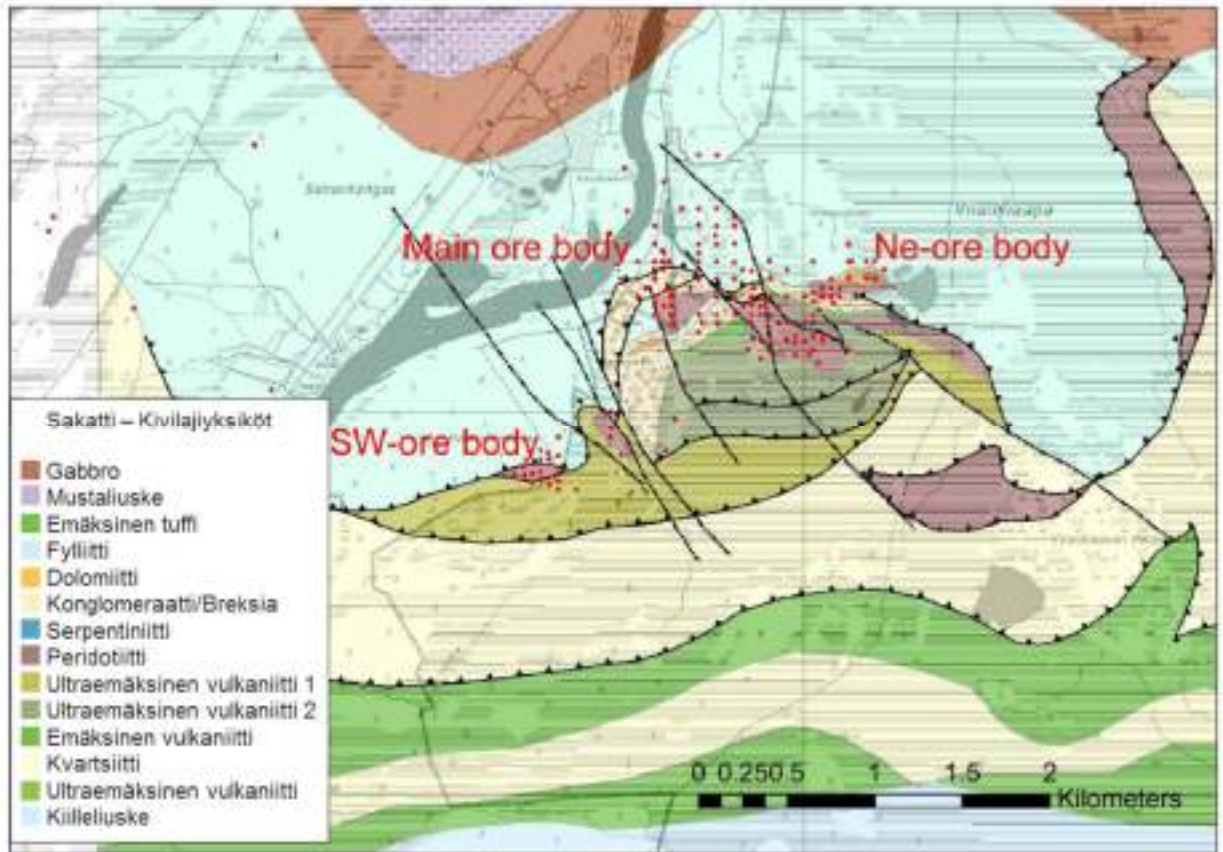 Main ore body
Ne-ore body
SW-ore body
Sakatti – Kivilajiyksiköt
Gabbro
Mustaliuske
Emäksinen tuffi
Fylliitti
Dolomiitti
Konglomeraatti/Breksia
Serpentiniitti
Peridotiitti
Ultraemäksinen vulkaniitti 1
Ultraemäksinen vulkaniitti 2
Emäksinen vulkaniitti
Kvartsiitti
Ultraemäksinen vulkaniitti
Kiilleliuske
0 0.25 0.5 1 1.5 2
Kilometers